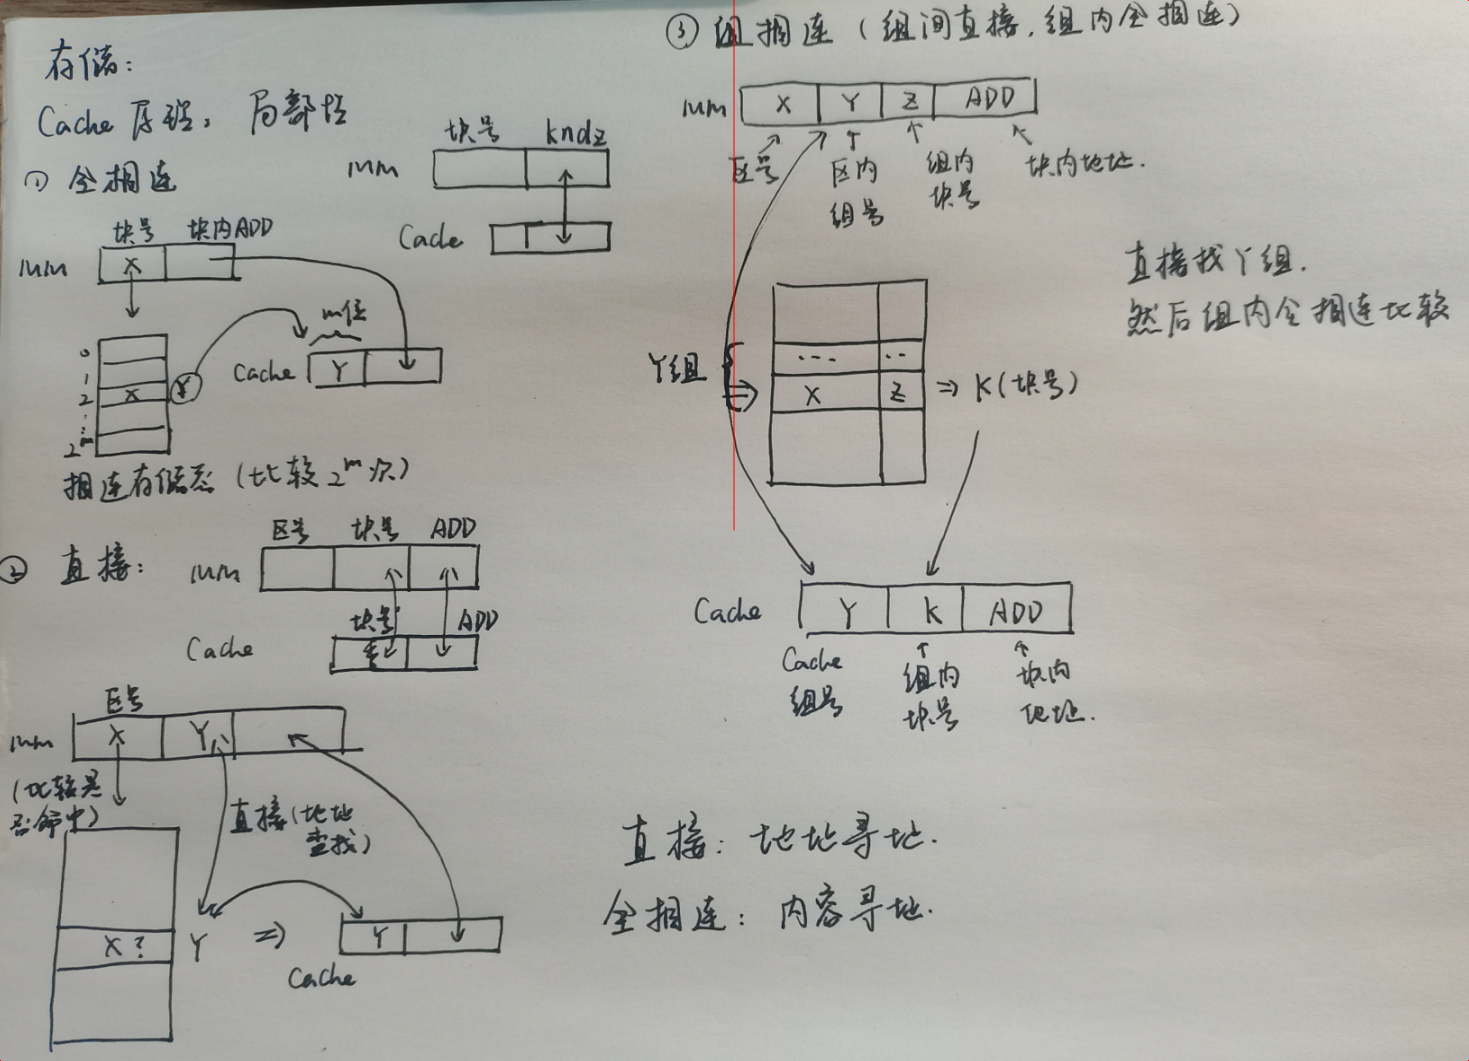 存储：
Cache 原理，局部性
① 全相连
块号 kndz
MM
Cache
块号 块内ADD
MM X
m位
0
1
2 X Y
⋮
2^m
Cache Y
相连存储器（比较2^m次）
② 直接：
区号 块号 ADD
MM
块号 ADD
Cache
区号
MM X Y
（比较是
否命中）
直接（地址
查找）
X? Y ⇒ Y
Cache
③ 组相连（组间直接，组内全相连）
MM X Y Z ADD
区号 区内 组内 块内地址.
组号 块号
直接找Y组.
然后组内全相连比较
Y组 ··· ··
X Z ⇒ K(块号)
Cache Y K ADD
Cache 组内 块内
组号 块号 地址.
直接：地址寻址.
全相连：内容寻址.